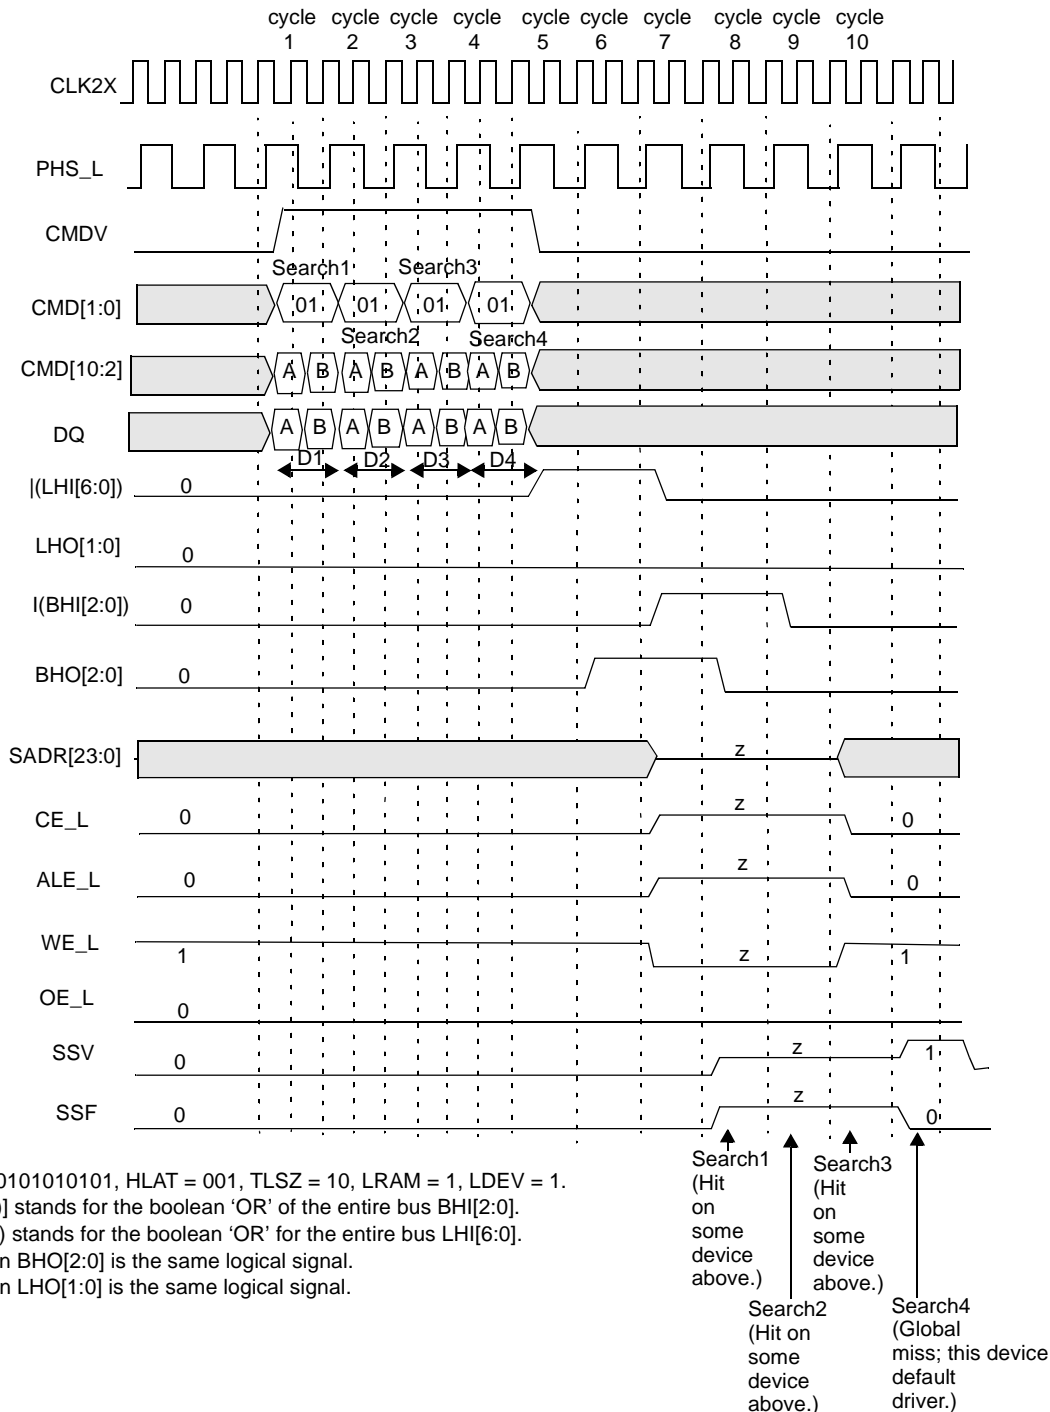 cycle cycle cycle cycle cycle cycle cycle cycle cycle cycle
1 2 3 4 5 6 7 8 9 10
CLK2X
PHS_L
CMDV
Search1 Search3
CMD[1:0] 01 01 01 01
Search2 Search4
CMD[10:2] A B A B A B A B
DQ A B A B A B A B
D1 D2 D3 D4
|(LHI[6:0]) 0
LHO[1:0] 0
I(BHI[2:0]) 0
BHO[2:0] 0
SADR[23:0] z
CE_L 0 z 0
ALE_L 0 z 0
WE_L 1 z 1
OE_L 0
SSV 0 z 1
SSF 0 z 0
0101010101, HLAT = 001, TLSZ = 10, LRAM = 1, LDEV = 1.
)] stands for the boolean ‘OR’ of the entire bus BHI[2:0].
) stands for the boolean ‘OR’ for the entire bus LHI[6:0].
n BHO[2:0] is the same logical signal.
n LHO[1:0] is the same logical signal.
Search1
(Hit
on
some
device
above.)
Search2
(Hit on
some
device
above.)
Search3
(Hit
on
some
device
above.)
Search4
(Global
miss; this device
default
driver.)